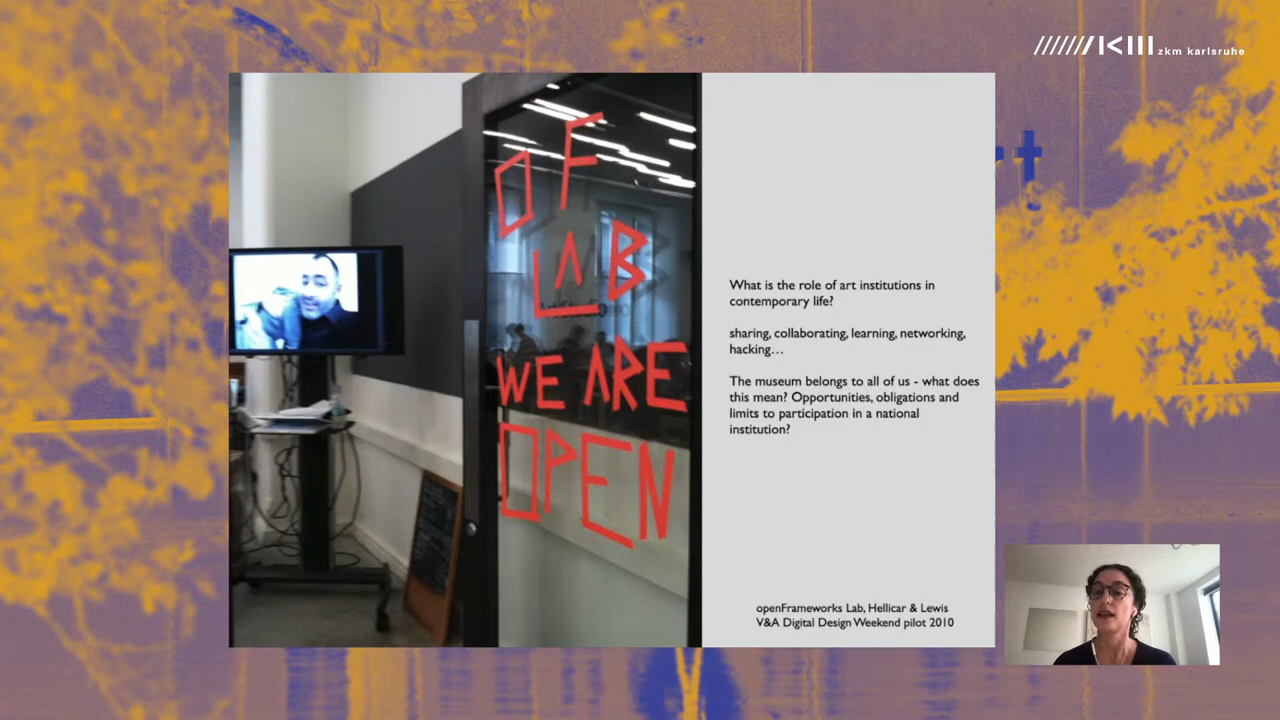 zkm karlsruhe
OF
LAB
WE ARE
OPEN
What is the role of art institutions in
contemporary life?
sharing, collaborating, learning, networking,
hacking…
The museum belongs to all of us - what does
this mean? Opportunities, obligations and
limits to participation in a national
institution?
openFrameworks Lab, Hellicar & Lewis
V&A Digital Design Weekend pilot 2010